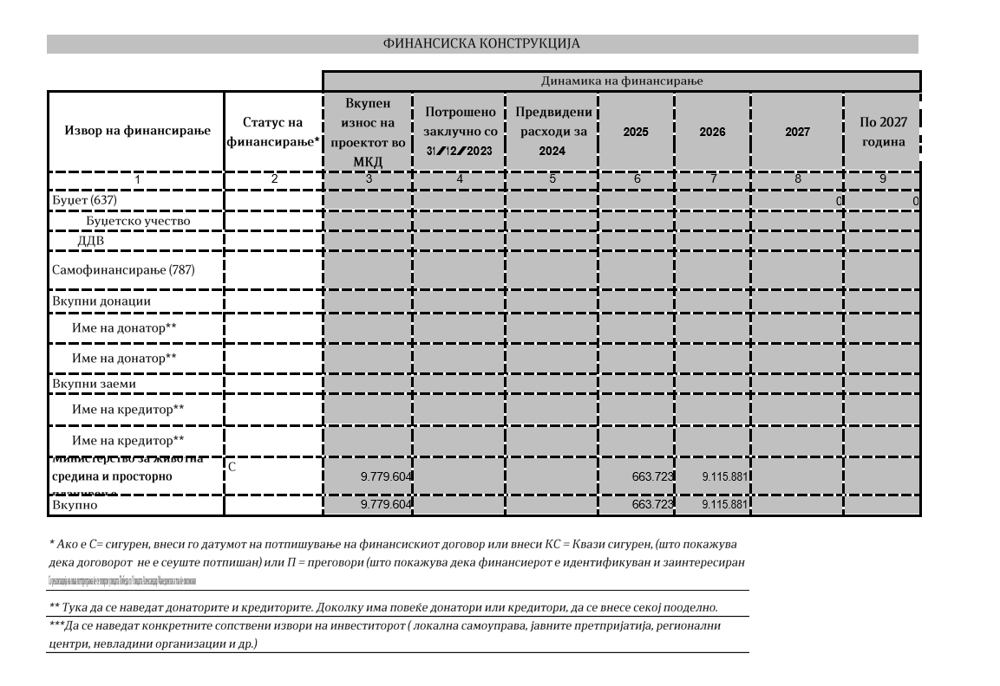 ФИНАНСИСКА КОНСТРУКЦИЈА
Динамика на финансирање
Извор на финансирање Статус на финансирање* Вкупен износ на проектот во МКД Потрошено заклучно со 31/12/2023 Предвидени расходи за 2024 2025 2026 2027 По 2027 година
1 2 3 4 5 6 7 8 9
Буџет (637) 0 0
Буџетско учество
ДДВ
Самофинансирање (787)
Вкупни донации
Име на донатор**
Име на донатор**
Вкупни заеми
Име на кредитор**
Име на кредитор**
Министерство за животна
средина и просторно С 9.779.604 663.723 9.115.881
Вкупно 9.779.604 663.723 9.115.881
* Ако е С= сигурен, внеси го датумот на потпишување на финансискиот договор или внеси КС = Квази сигурен, (што покажува
дека договорот не е сеуште потпишан) или П = преговори (што покажува дека финансиерот е идентификуван и заинтересиран
** Тука да се наведат донаторите и кредиторите. Доколку има повеќе донатори или кредитори, да се внесе секој пооделно.
***Да се наведат конкретните сопствени извори на инвеститорот ( локална самоуправа, јавните претпријатија, регионални
центри, невладини организации и др.)